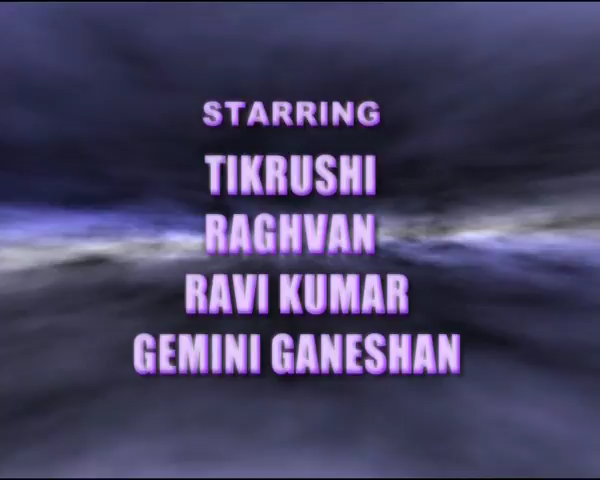 STARRING
TIKRUSHI
RAGHVAN
RAVI KUMAR
GEMINI GANESHAN